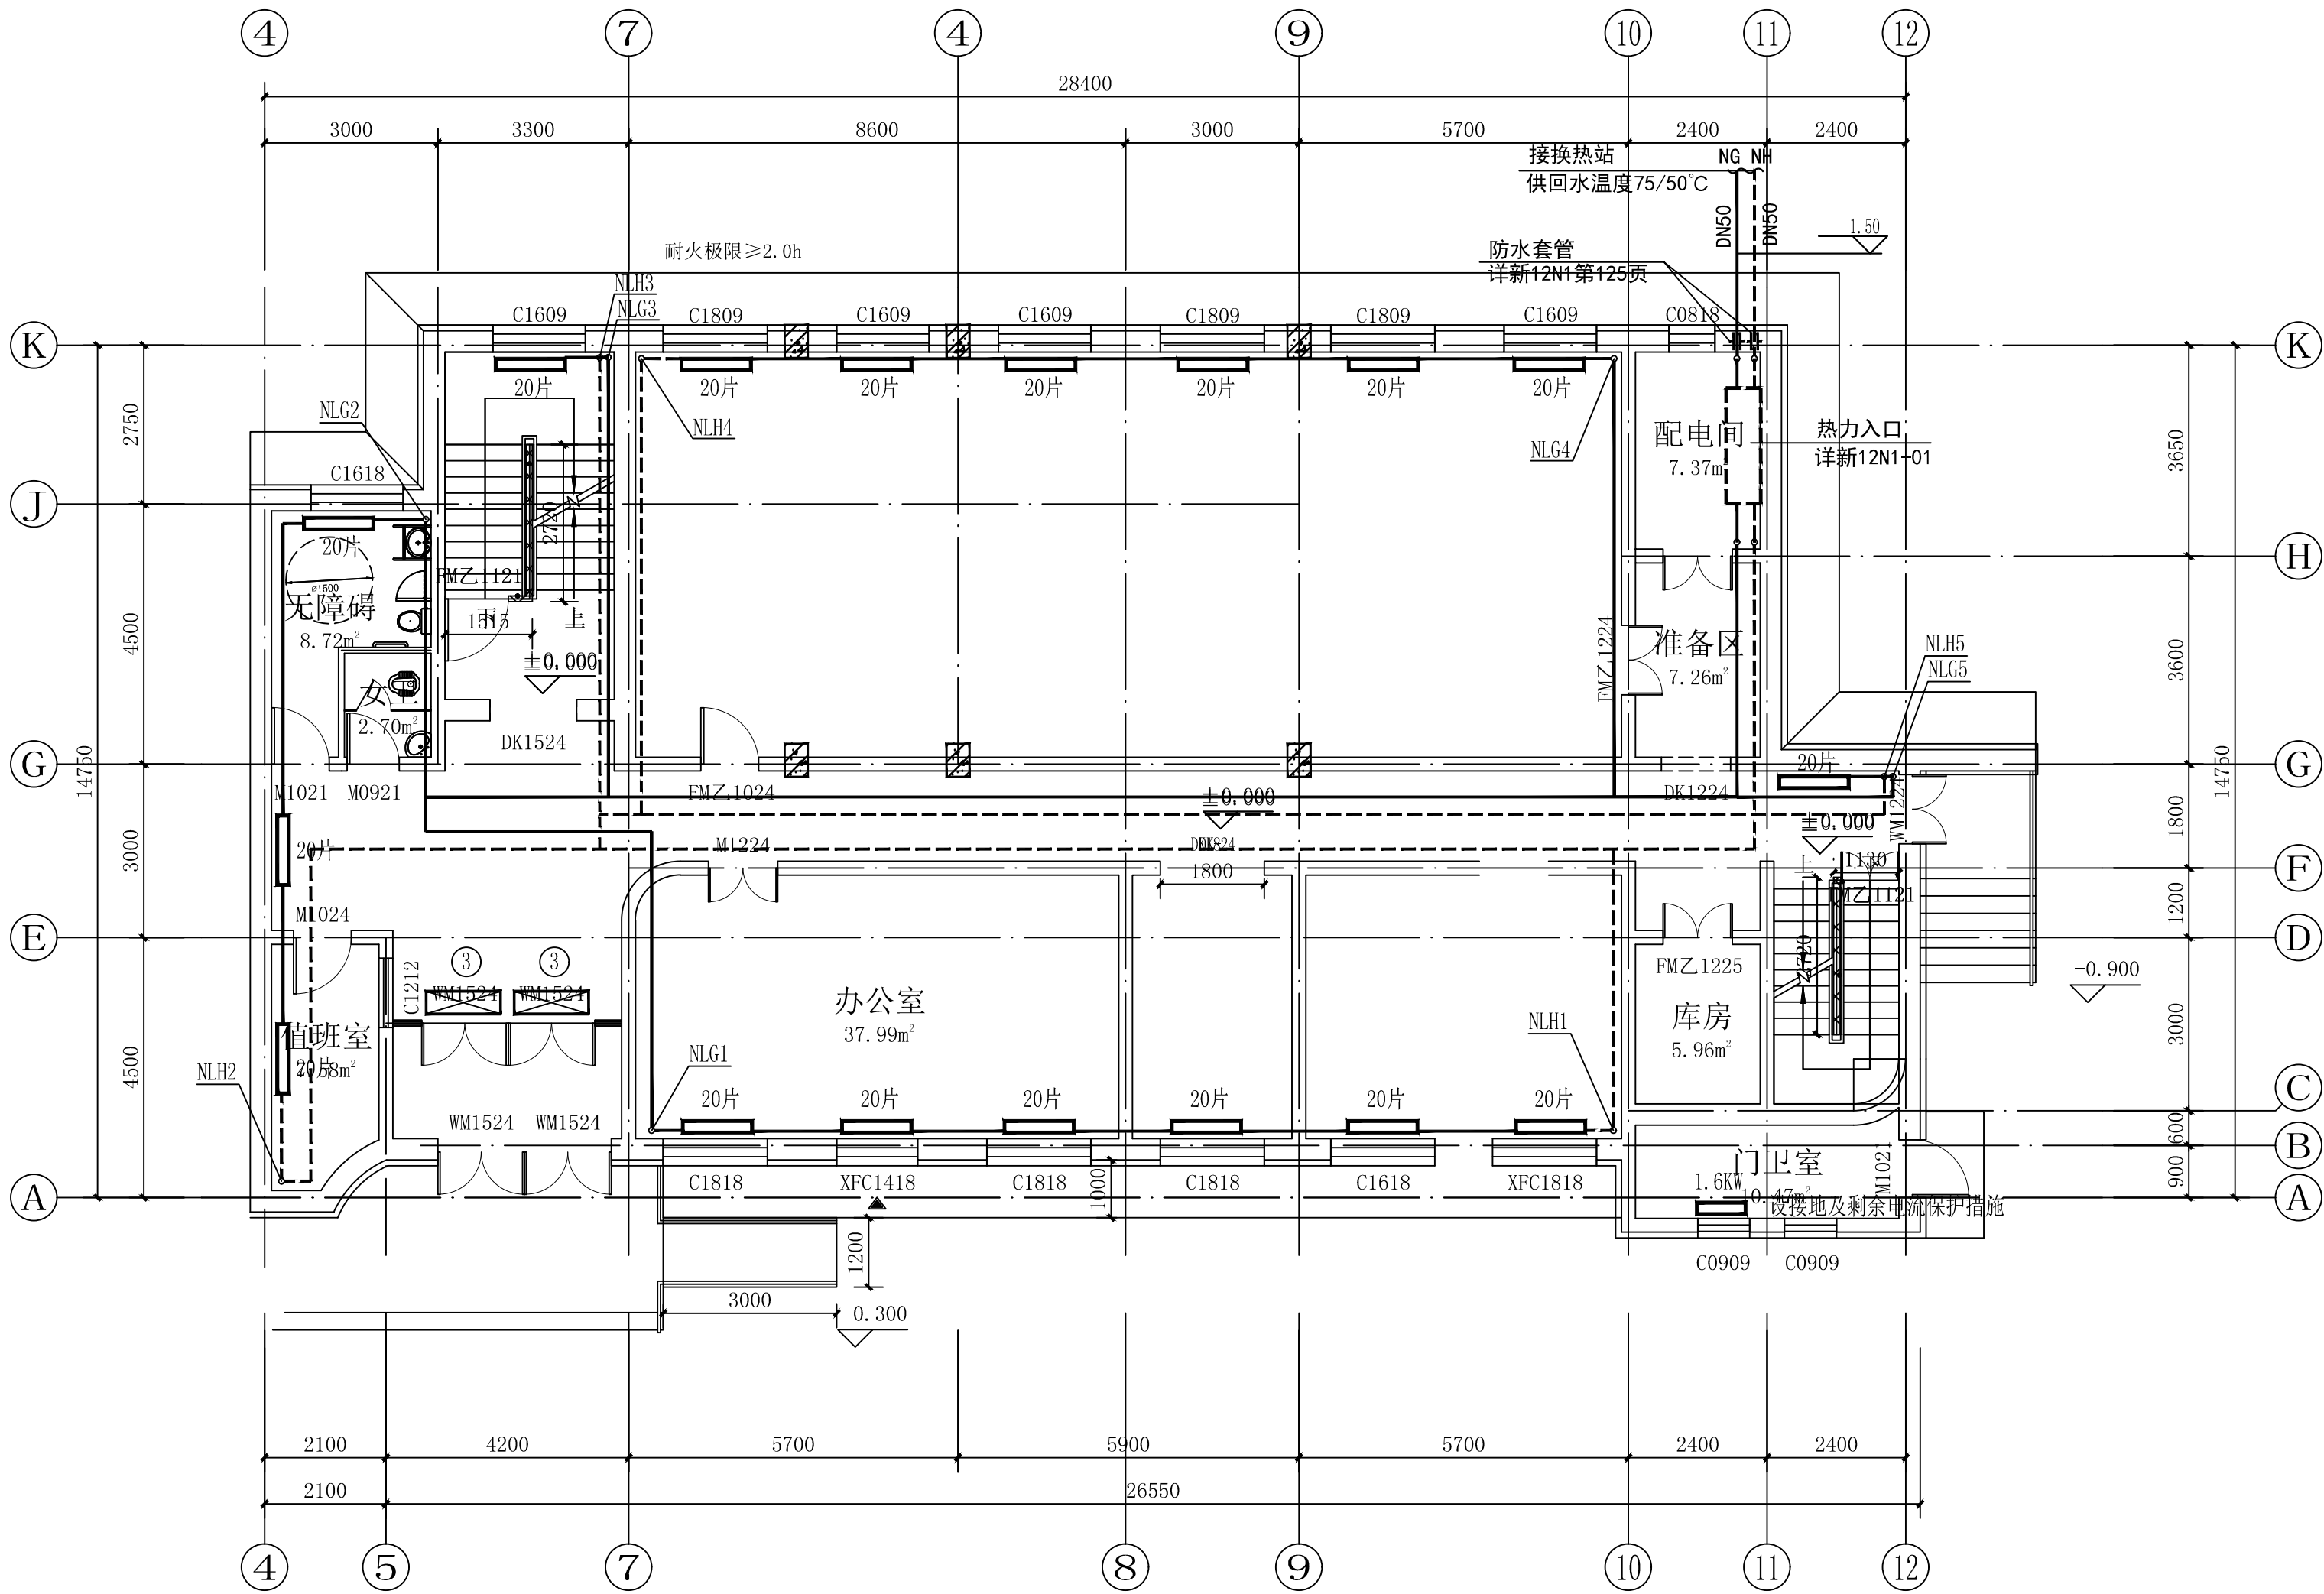 ④ ⑦ ④ ⑨ ⑩ ⑪ ⑫
28400
3000 3300 8600 3000 5700 2400 2400
接换热站 NG NH
供回水温度75/50℃
DN50 DN50
-1.50
耐火极限≥2.0h
防水套管
详新12N1第125页
NLH3
NLG3
C1609 C1809 C1609 C1609 C1809 C1809 C1609 C0818
K K
20片 20片 20片 20片 20片 20片 20片
NLG2
NLH4
NLG4
配电间
7.37m²
热力入口
详新12N1-01
2750
3650
C1618
J
2720
20片
H
FM乙1121
ø1500
无障碍
8.72m²
1515
下 上
±0.000
4500
14750
FM乙1224
准备区
7.26m²
3600
NLH5
NLG5
14750
2.70m²
DK1524
G G
20片
M1021 M0921
FM乙1024
±0.000
DK1224
WM1224
±0.000
1800
20片
M1224
3000
1800
上
1130
F
M1024
1200
E D
③ ③
C1212
WM1524 WM1524
FM乙1225
-0.900
办公室
37.99m²
库房
5.96m²
值班室
3000
4500
NLH2
NLG1
NLH1
20片 20片 20片 20片 20片 20片
C
WM1524 WM1524
600
B
门卫室
10.47m²
1.6KW
设接地及剩余电流保护措施
900
C1818 XFC1418 C1818 1000 C1818 C1618 XFC1818
A A
1200
C0909 C0909
3000
-0.300
2100 4200 5700 5900 5700 2400 2400
2100 26550
④ ⑤ ⑦ ⑧ ⑨ ⑩ ⑪ ⑫